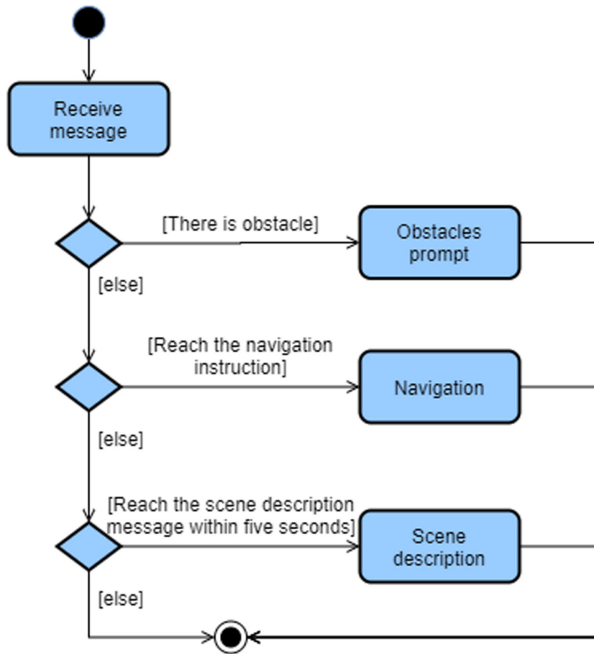 Receive
message
[There is obstacle]
Obstacles
prompt
[else]
[Reach the navigation
instruction]
Navigation
[else]
[Reach the scene description
message within five seconds]
Scene
description
[else]